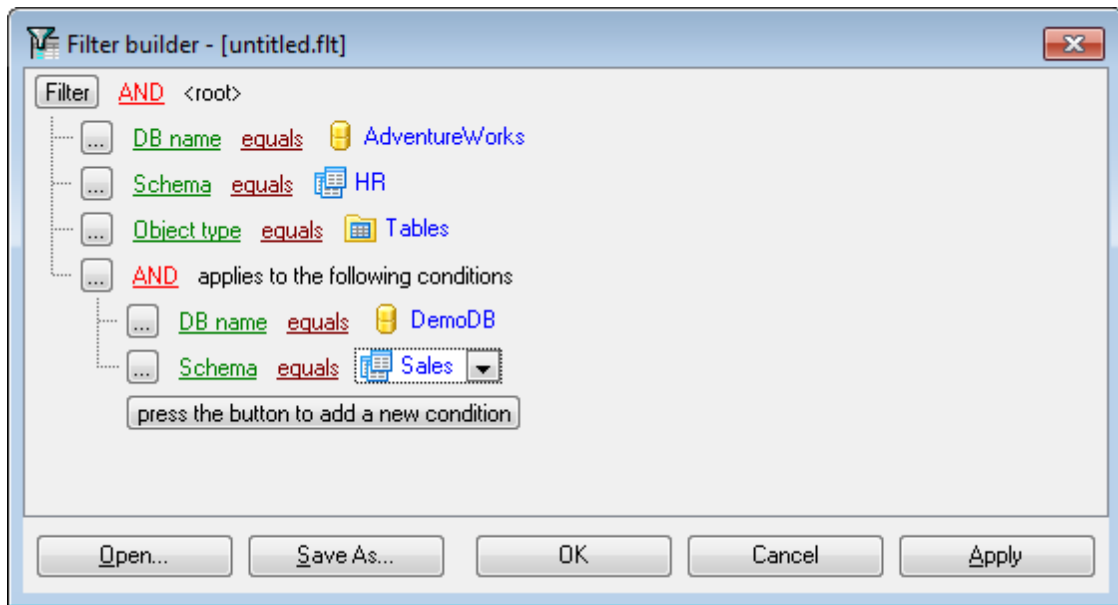 Filter builder - [untitled.flt]
Filter AND <root>
... DB name equals AdventureWorks
... Schema equals HR
... Object type equals Tables
... AND applies to the following conditions
... DB name equals DemoDB
... Schema equals Sales
press the button to add a new condition
Open... Save As... OK Cancel Apply